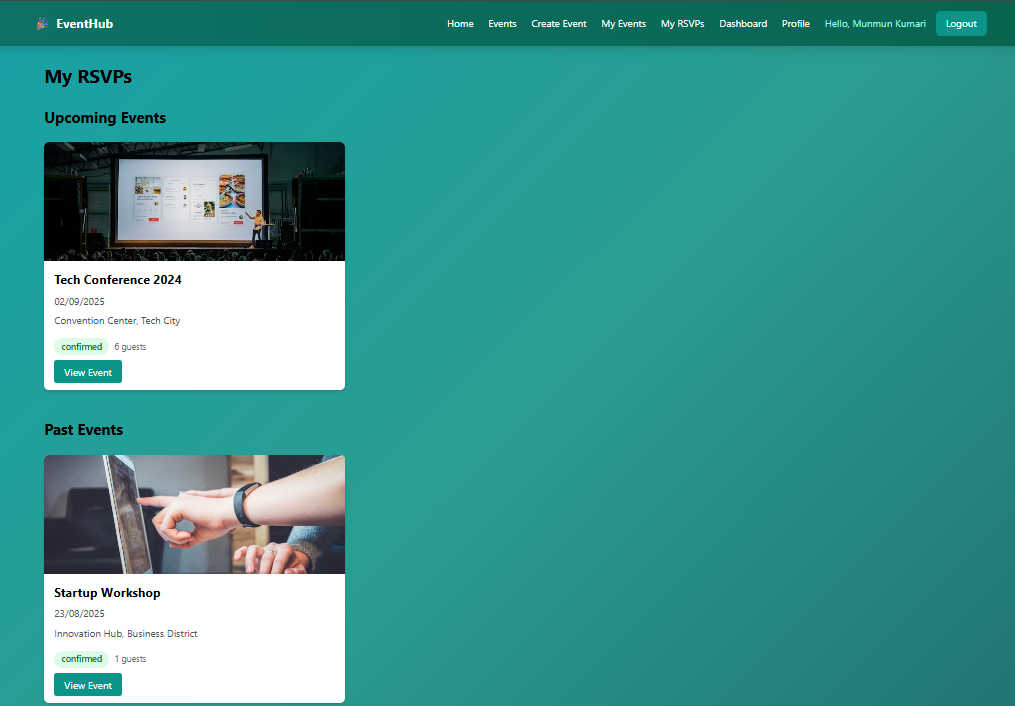 EventHub
Home Events Create Event My Events My RSVPs Dashboard Profile Hello, Munmun Kumari Logout
My RSVPs
Upcoming Events
Tech Conference 2024
02/09/2025
Convention Center, Tech City
confirmed 6 guests
View Event
Past Events
Startup Workshop
23/08/2025
Innovation Hub, Business District
confirmed 1 guests
View Event